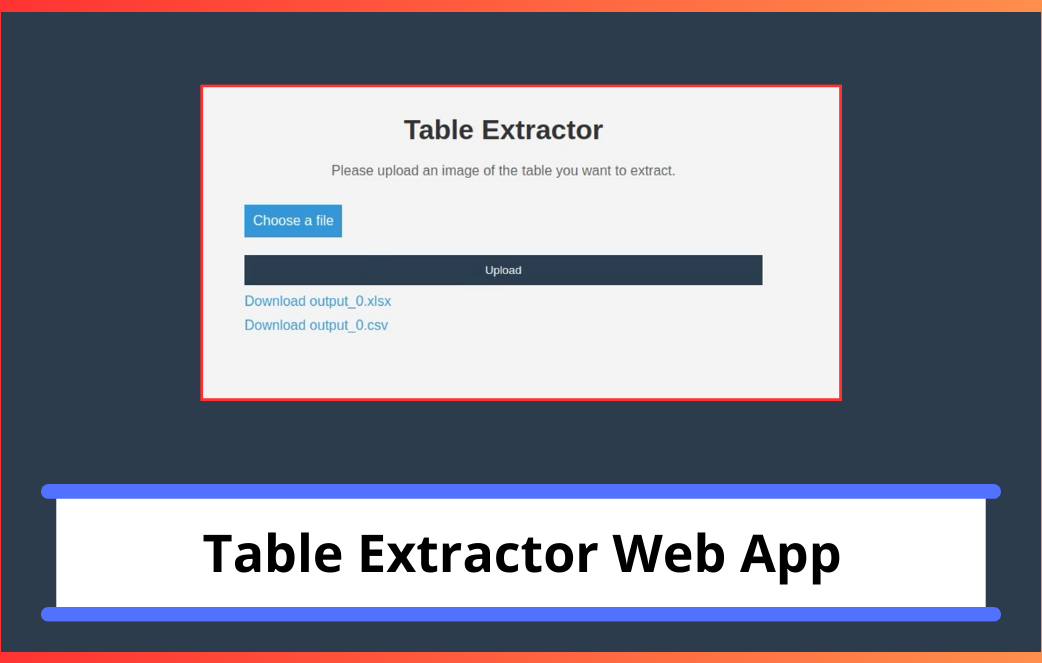 Table Extractor
Please upload an image of the table you want to extract.
Choose a file
Upload
Download output_0.xlsx
Download output_0.csv
Table Extractor Web App